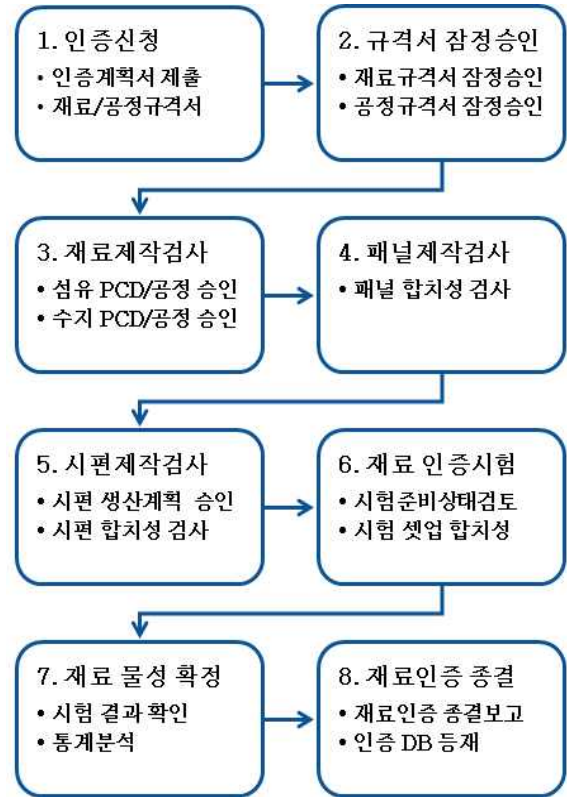 1. 인증신청
• 인증계획서 제출
• 재료/공정규격서
2. 규격서 잠정승인
• 재료규격서 잠정승인
• 공정규격서 잠정승인
3. 재료제작검사
• 섬유 PCD/공정 승인
• 수지 PCD/공정 승인
4. 패널제작검사
• 패널 합치성 검사
5. 시편제작검사
• 시편 생산계획 승인
• 시편 합치성 검사
6. 재료 인증시험
• 시험준비상태검토
• 시험 셋업 합치성
7. 재료 물성 확정
• 시험 결과 확인
• 통계분석
8. 재료인증 종결
• 재료인증 종결보고
• 인증 DB 등재